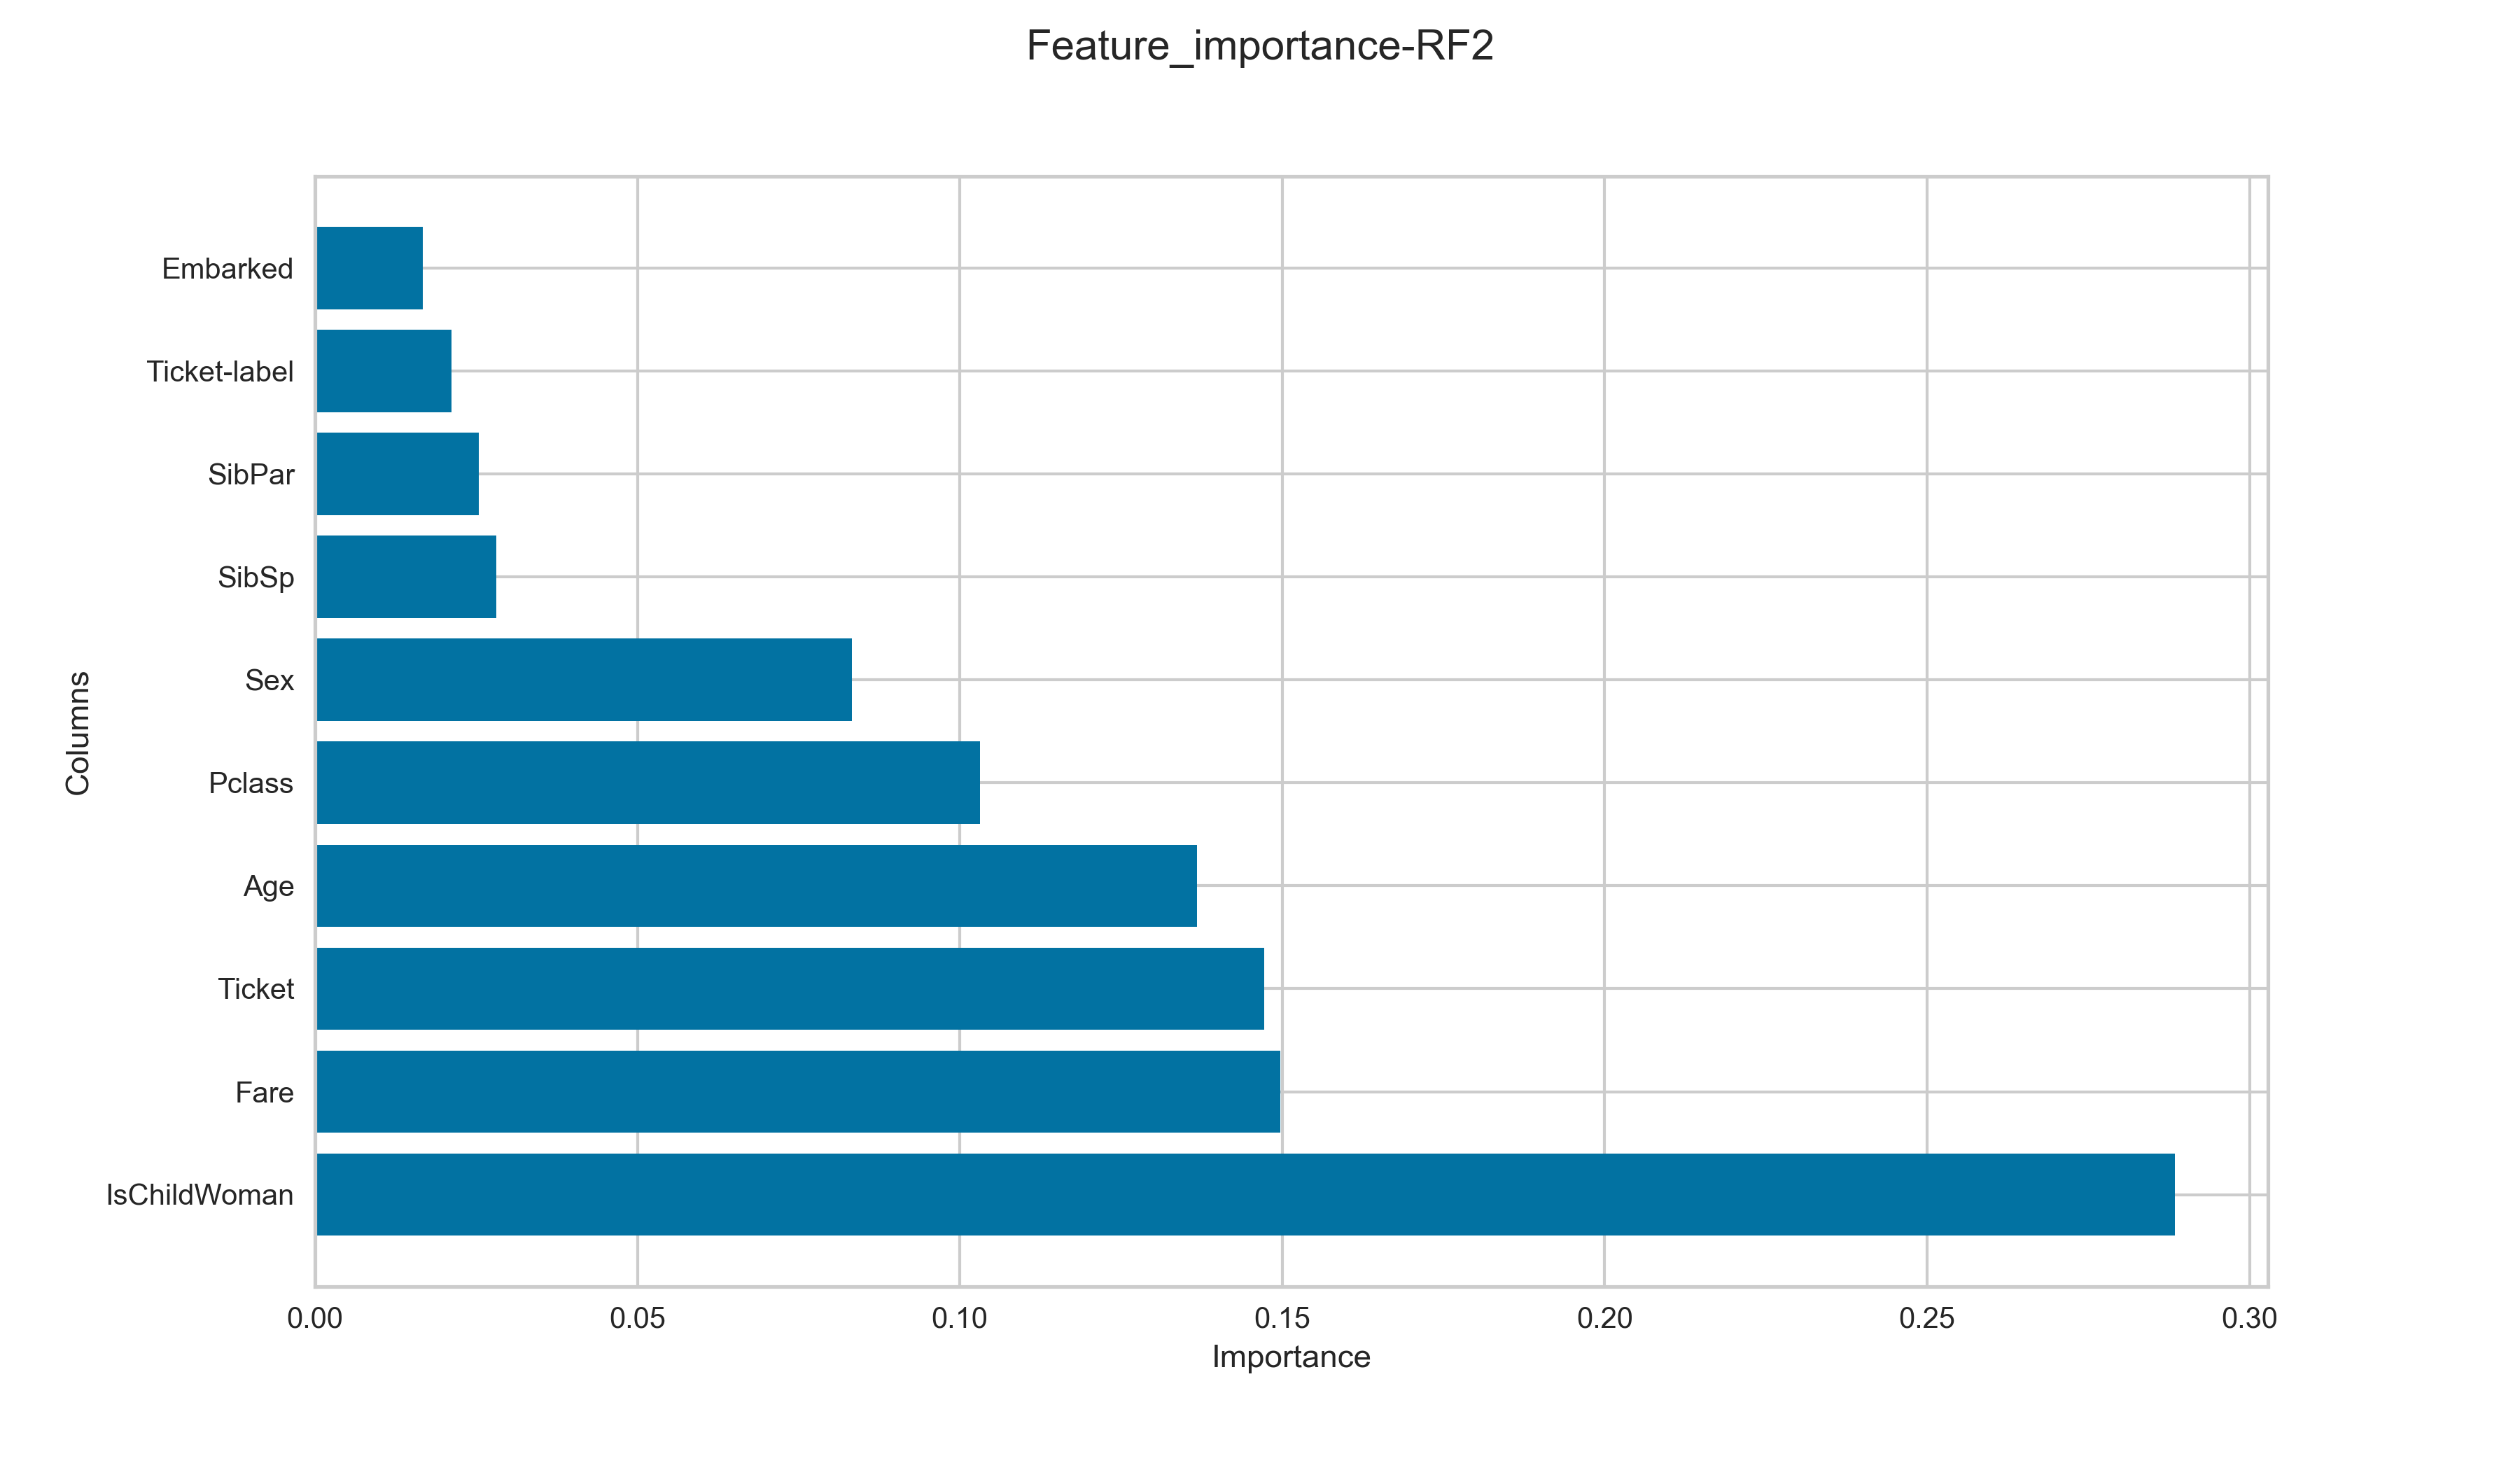 Feature_importance-RF2
Columns
Embarked
Ticket-label
SibPar
SibSp
Sex
Pclass
Age
Ticket
Fare
IsChildWoman
0.00 0.05 0.10 0.15 0.20 0.25 0.30
Importance